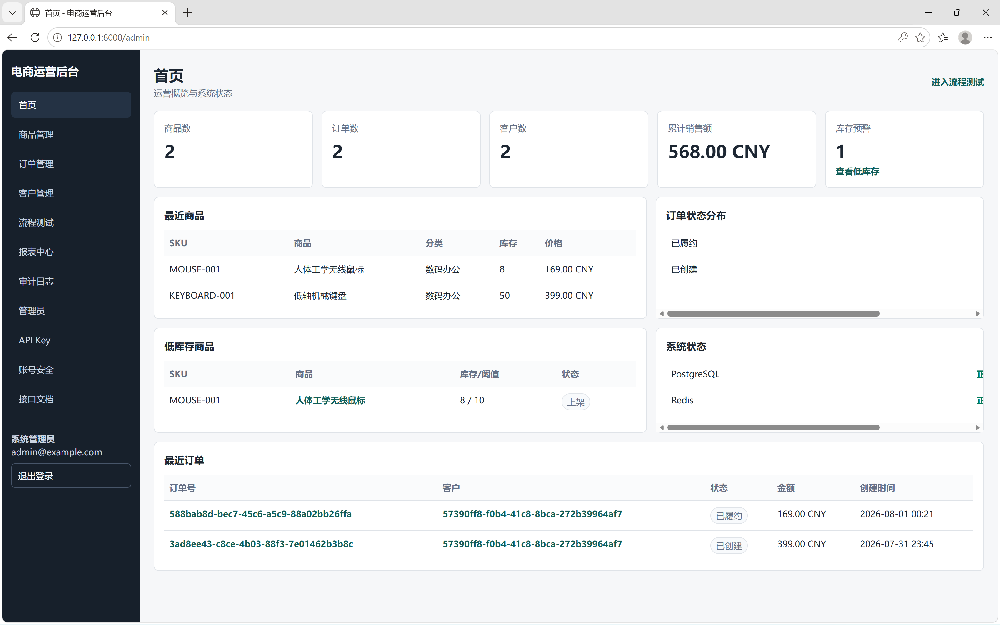 首页 - 电商运营后台
127.0.0.1:8000/admin
电商运营后台
首页
商品管理
订单管理
客户管理
流程测试
报表中心
审计日志
管理员
API Key
账号安全
接口文档
系统管理员
admin@example.com
退出登录
首页
运营概览与系统状态
进入流程测试
商品数
2
订单数
2
客户数
2
累计销售额
568.00 CNY
库存预警
1
查看低库存
最近商品
SKU 商品 分类 库存 价格
MOUSE-001 人体工学无线鼠标 数码办公 8 169.00 CNY
KEYBOARD-001 低轴机械键盘 数码办公 50 399.00 CNY
订单状态分布
已履约
已创建
低库存商品
SKU 商品 库存/阈值 状态
MOUSE-001 人体工学无线鼠标 8 / 10 上架
系统状态
PostgreSQL
Redis
最近订单
订单号 客户 状态 金额 创建时间
588bab8d-bec7-45c6-a5c9-88a02bb26ffa 57390ff8-f0b4-41c8-8bca-272b39964af7 已履约 169.00 CNY 2026-08-01 00:21
3ad8ee43-c8ce-4b03-88f3-7e01462b3b8c 57390ff8-f0b4-41c8-8bca-272b39964af7 已创建 399.00 CNY 2026-07-31 23:45